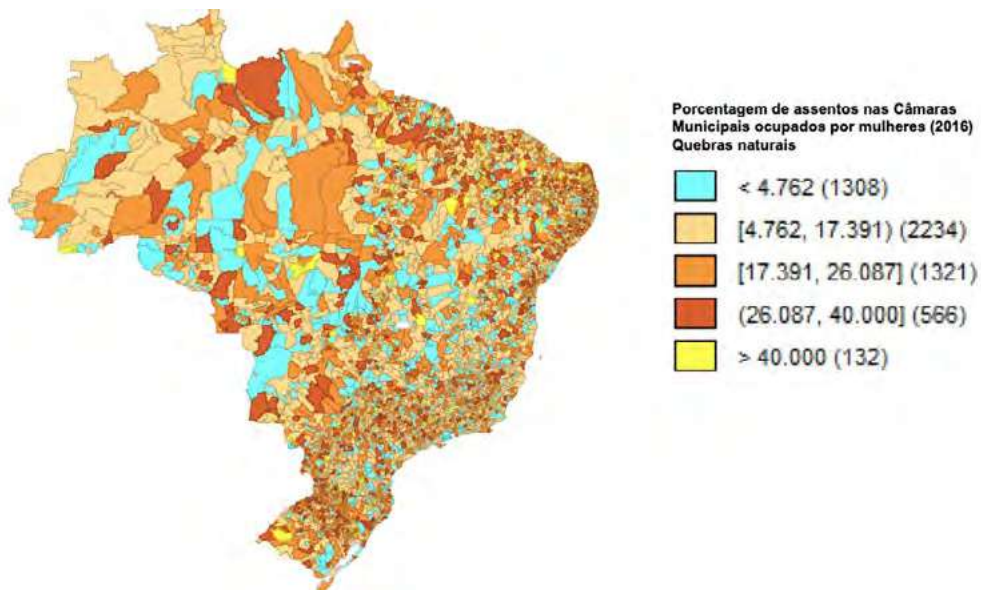 Porcentagem de assentos nas Câmaras
Municipais ocupados por mulheres (2016)
Quebras naturais
< 4.762 (1308)
[4.762, 17.391) (2234)
[17.391, 26.087] (1321)
(26.087, 40.000] (566)
> 40.000 (132)